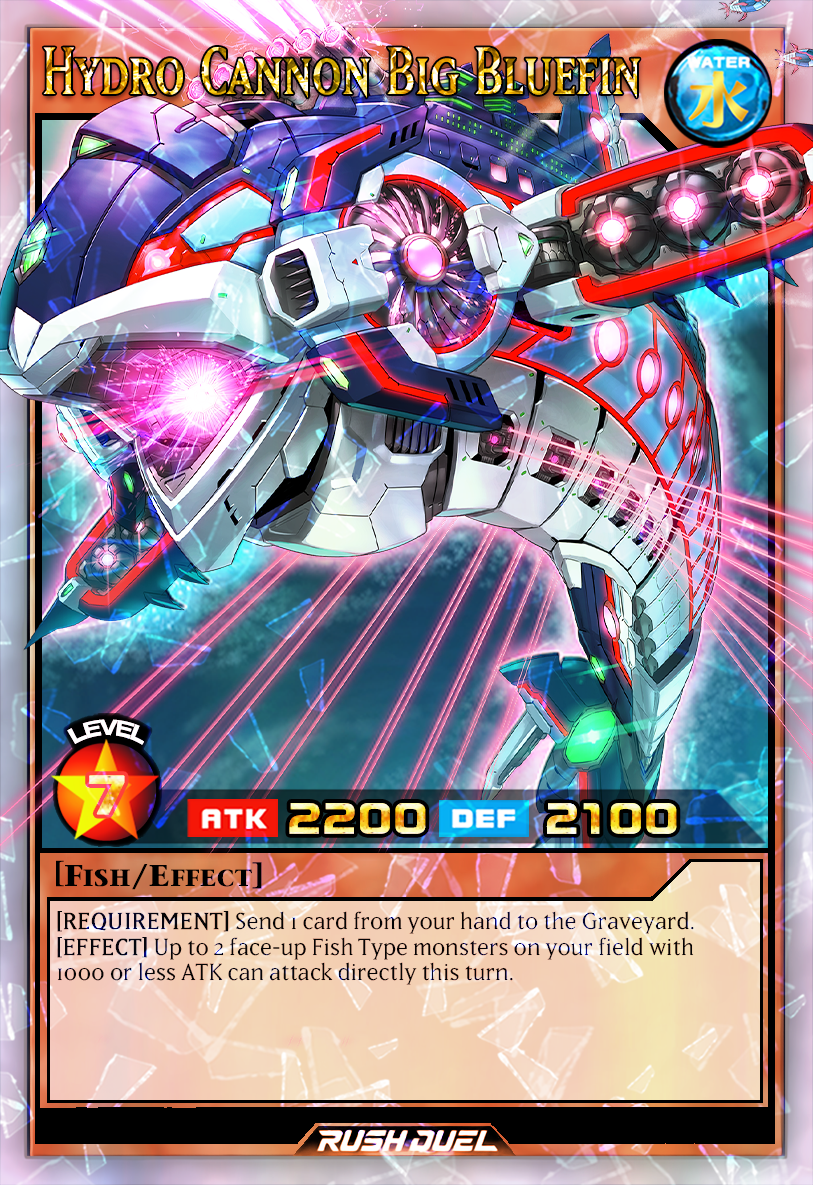 Hydro Cannon Big Bluefin
WATER
水
LEVEL
7
ATK 2200 DEF 2100
[Fish/Effect]
[REQUIREMENT] Send 1 card from your hand to the Graveyard.
[EFFECT] Up to 2 face-up Fish Type monsters on your field with
1000 or less ATK can attack directly this turn.
RUSH DUEL